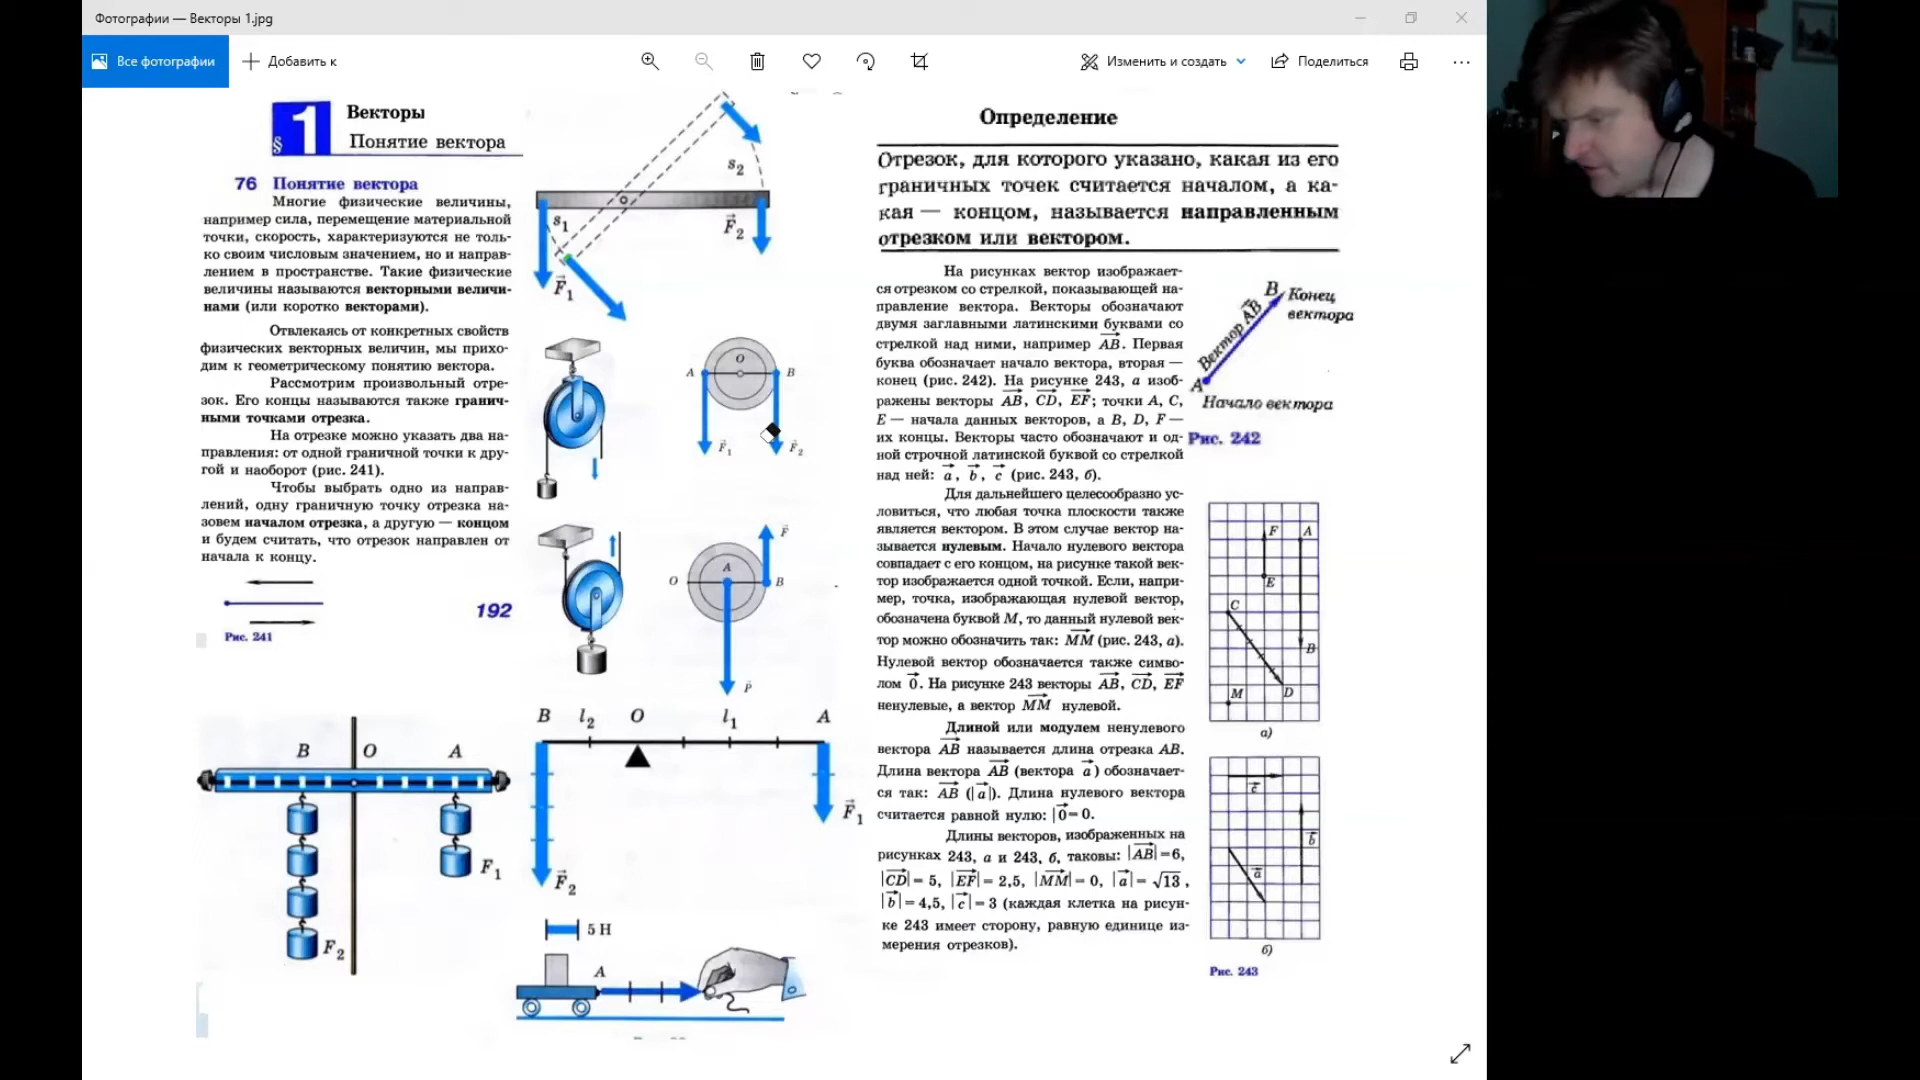 Фотографии — Векторы 1.jpg
Все фотографии
Добавить к
Изменить и создать
Поделиться
§ 1
Векторы
Понятие вектора
76 Понятие вектора
Многие физические величины,
например сила, перемещение материальной
точки, скорость, характеризуются не толь-
ко своим числовым значением, но и направ-
лением в пространстве. Такие физические
величины называются векторными величи-
нами (или коротко векторами).
Отвлекаясь от конкретных свойств
физических векторных величин, мы прихо-
дим к геометрическому понятию вектора.
Рассмотрим произвольный отре-
зок. Его концы называются также гранич-
ными точками отрезка.
На отрезке можно указать два на-
правления: от одной граничной точки к дру-
гой и наоборот (рис. 241).
Чтобы выбрать одно из направ-
лений, одну граничную точку отрезка на-
зовем началом отрезка, а другую — концом
и будем считать, что отрезок направлен от
начала к концу.
Рис. 241
192
B O A
F₁
F₂
s₂
s₁
F⃗₂
F⃗₁
O
A B
F⃗₁ F⃗₂
F⃗
A
O B
P⃗
B l₂ O l₁ A
F⃗₁
F⃗₂
5 Н
A
Определение
Отрезок, для которого указано, какая из его
граничных точек считается началом, а ка-
кая — концом, называется направленным
отрезком или вектором.
На рисунках вектор изображает-
ся отрезком со стрелкой, показывающей на-
правление вектора. Векторы обозначают
двумя заглавными латинскими буквами со
стрелкой над ними, например A͞B⃗. Первая
буква обозначает начало вектора, вторая —
конец (рис. 242). На рисунке 243, а изоб-
ражены векторы AB⃗, CD⃗, EF⃗; точки A, C,
E — начала данных векторов, а B, D, F —
их концы. Векторы часто обозначают и од-
ной строчной латинской буквой со стрелкой
над ней: a⃗, b⃗, c⃗ (рис. 243, б).
Для дальнейшего целесообразно ус-
ловиться, что любая точка плоскости также
является вектором. В этом случае вектор на-
зывается нулевым. Начало нулевого вектора
совпадает с его концом, на рисунке такой век-
тор изображается одной точкой. Если, напри-
мер, точка, изображающая нулевой вектор,
обозначена буквой M, то данный нулевой век-
тор можно обозначить так: MM⃗ (рис. 243, а).
Нулевой вектор обозначается также симво-
лом 0⃗. На рисунке 243 векторы AB⃗, CD⃗, EF⃗
ненулевые, а вектор MM⃗ нулевой.
Длиной или модулем ненулевого
вектора AB⃗ называется длина отрезка AB.
Длина вектора AB⃗ (вектора a⃗) обозначает-
ся так: AB⃗ (|a⃗|). Длина нулевого вектора
считается равной нулю: |0⃗=0.
Длины векторов, изображенных на
рисунках 243, а и 243, б, таковы: |AB⃗|=6,
|CD⃗|=5, |EF⃗|=2,5, |MM⃗|=0, |a⃗|=√13,
|b⃗|=4,5, |c⃗|=3 (каждая клетка на рисун-
ке 243 имеет сторону, равную единице из-
мерения отрезков).
B Конец
вектора
Вектор AB⃗
A
Начало вектора
Рис. 242
F A
E
C
B
M D
а)
c⃗
b⃗
a⃗
б)
Рис. 243